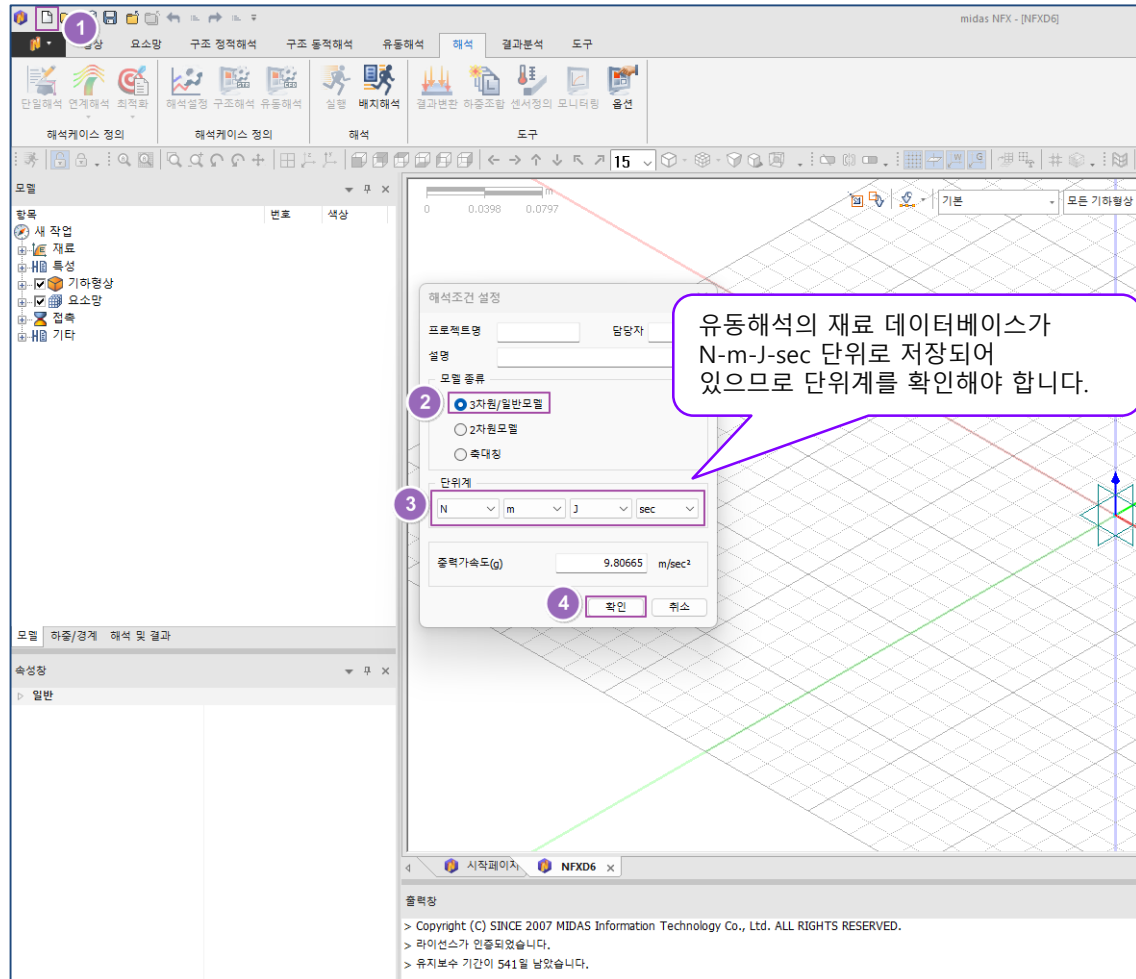 midas NFX - [NFXD6]
1
요소망 구조 정적해석 구조 동적해석 유동해석 해석 결과분석 도구
단일해석 연계해석 최적화 해석설정 구조해석 유동해석 실행 배치해석 결과변환 하중조합 센서정의 모니터링 옵션
해석케이스 정의 해석케이스 정의 해석 도구
15
모델
항목 번호 색상
새 작업
재료
특성
기하형상
요소망
접촉
기타
모델 하중/경계 해석 및 결과
속성창
일반
m
0 0.0398 0.0797
기본 모든 기하형상
해석조건 설정
프로젝트명 담당자
설명
모델 종류
2 3차원/일반모델
2차원모델
축대칭
단위계
3 N m J sec
중력가속도(g) 9.80665 m/sec²
4 확인 취소
유동해석의 재료 데이터베이스가
N-m-J-sec 단위로 저장되어
있으므로 단위계를 확인해야 합니다.
시작페이지 NFXD6
출력창
> Copyright (C) SINCE 2007 MIDAS Information Technology Co., Ltd. ALL RIGHTS RESERVED.
> 라이선스가 인증되었습니다.
> 유지보수 기간이 541일 남았습니다.